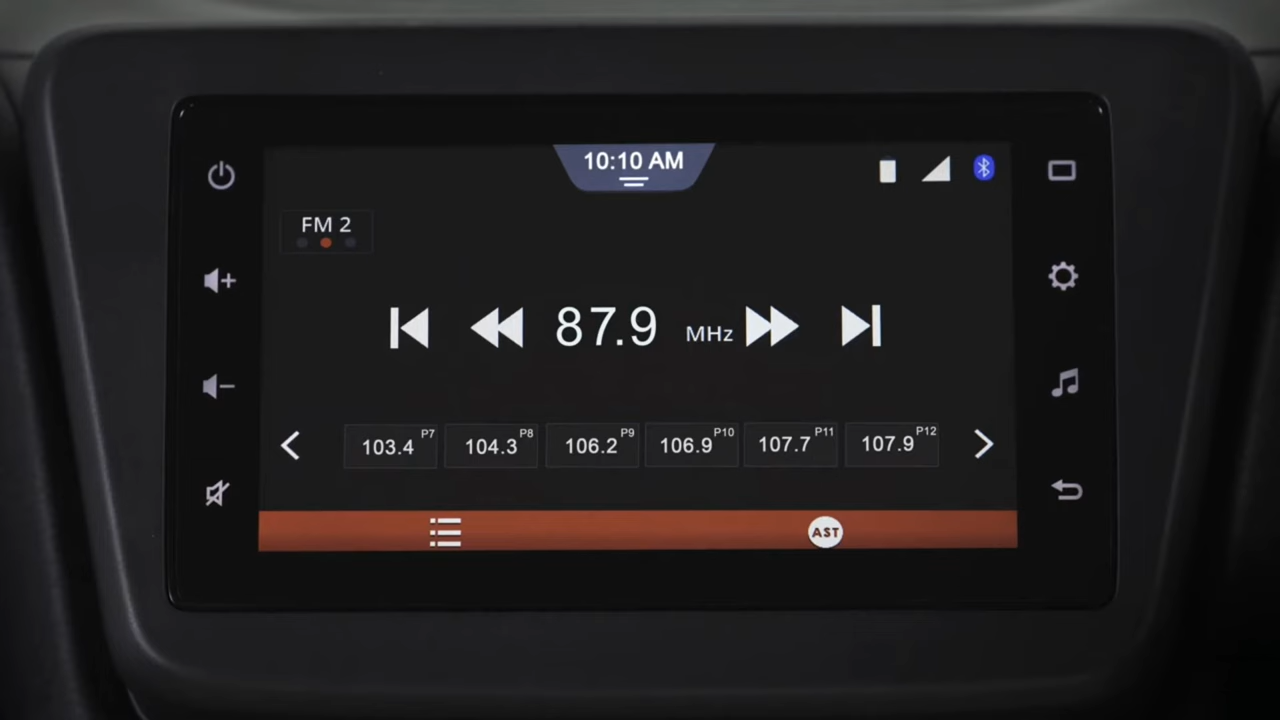 10:10 AM
FM 2
87.9 MHz
103.4 P7
104.3 P8
106.2 P9
106.9 P10
107.7 P11
107.9 P12
AST